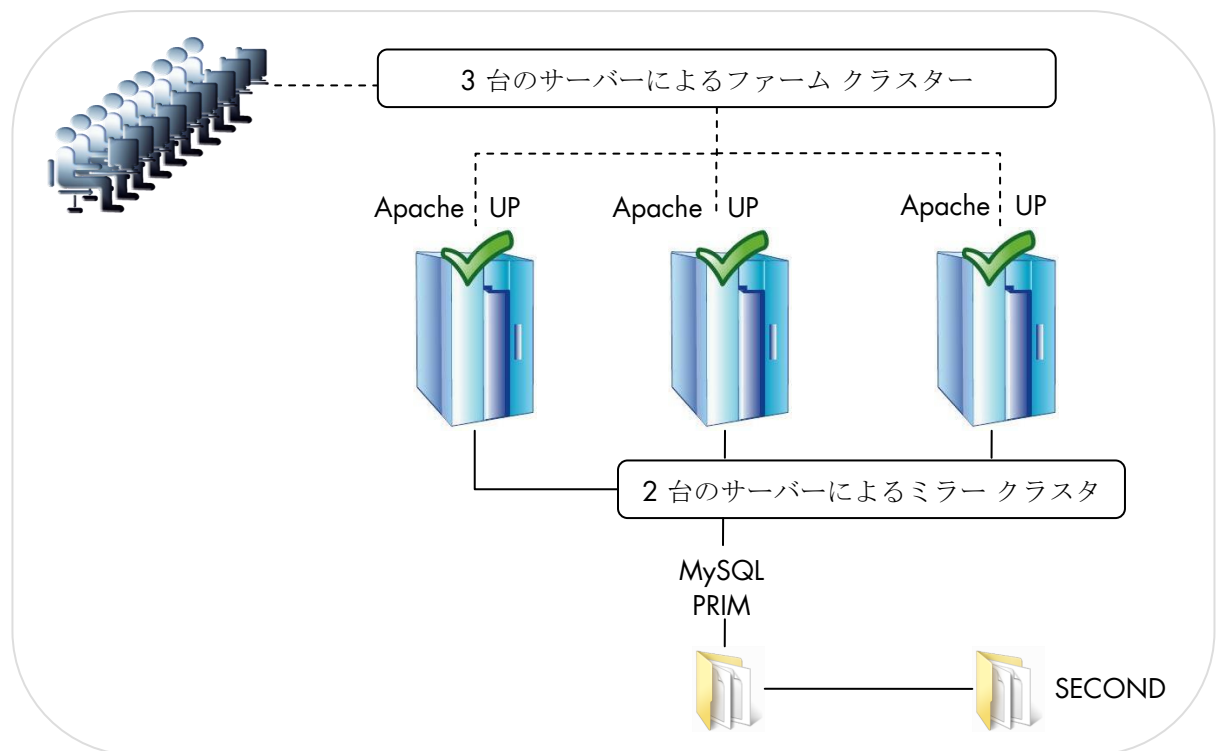 3 台のサーバーによるファーム クラスター
Apache UP
Apache UP
Apache UP
2 台のサーバーによるミラー クラスタ
MySQL
PRIM
SECOND